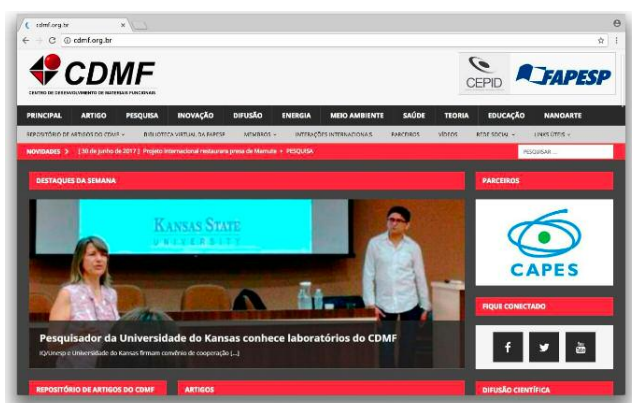 cdmf.org.br
cdmf.org.br
CDMF
CENTRO DE DESENVOLVIMENTO DE MATERIAIS FUNCIONAIS
CEPID
FAPESP
PRINCIPAL ARTIGO PESQUISA INOVAÇÃO DIFUSÃO ENERGIA MEIO AMBIENTE SAÚDE TEORIA EDUCAÇÃO NANOARTE
REPOSITÓRIO DE ARTIGOS DO CDMF BIBLIOTECA VIRTUAL DA FAPESP MEMBROS INTERAÇÕES INTERNACIONAIS PARCEIROS VÍDEOS REDE SOCIAL LINKS ÚTEIS
NOVIDADES [ 30 de junho de 2017 ] Projeto internacional restaurara presa de Mamute PESQUISA
PESQUISAR ...
DESTAQUES DA SEMANA
PARCEIROS
KANSAS STATE
UNIVERSITY
CAPES
Pesquisador da Universidade do Kansas conhece laboratórios do CDMF
IQ/Unesp e Universidade do Kansas firmam convênio de cooperação [...]
FIQUE CONECTADO
f You Tube
REPOSITÓRIO DE ARTIGOS DO CDMF
ARTIGOS
DIFUSÃO CIENTÍFICA